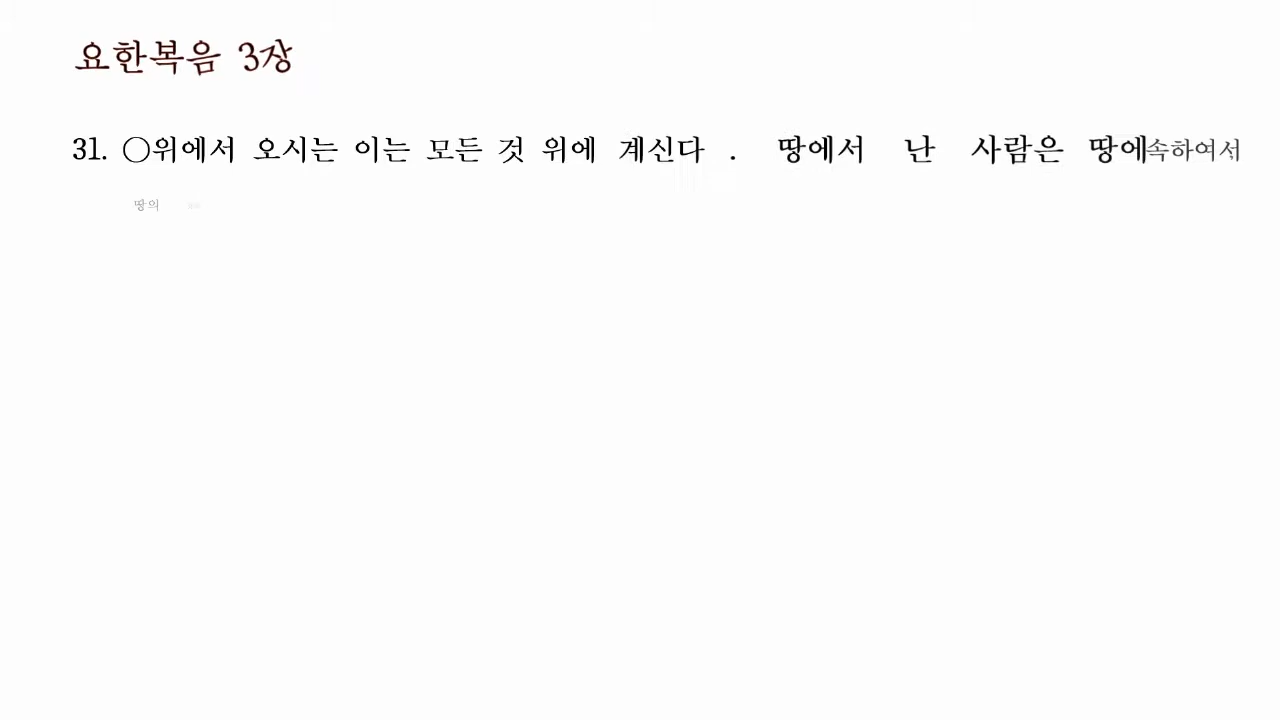 요한복음 3장
31. ○위에서 오시는 이는 모든 것 위에 계신다 . 땅에서 난 사람은 땅에속하여서
땅의